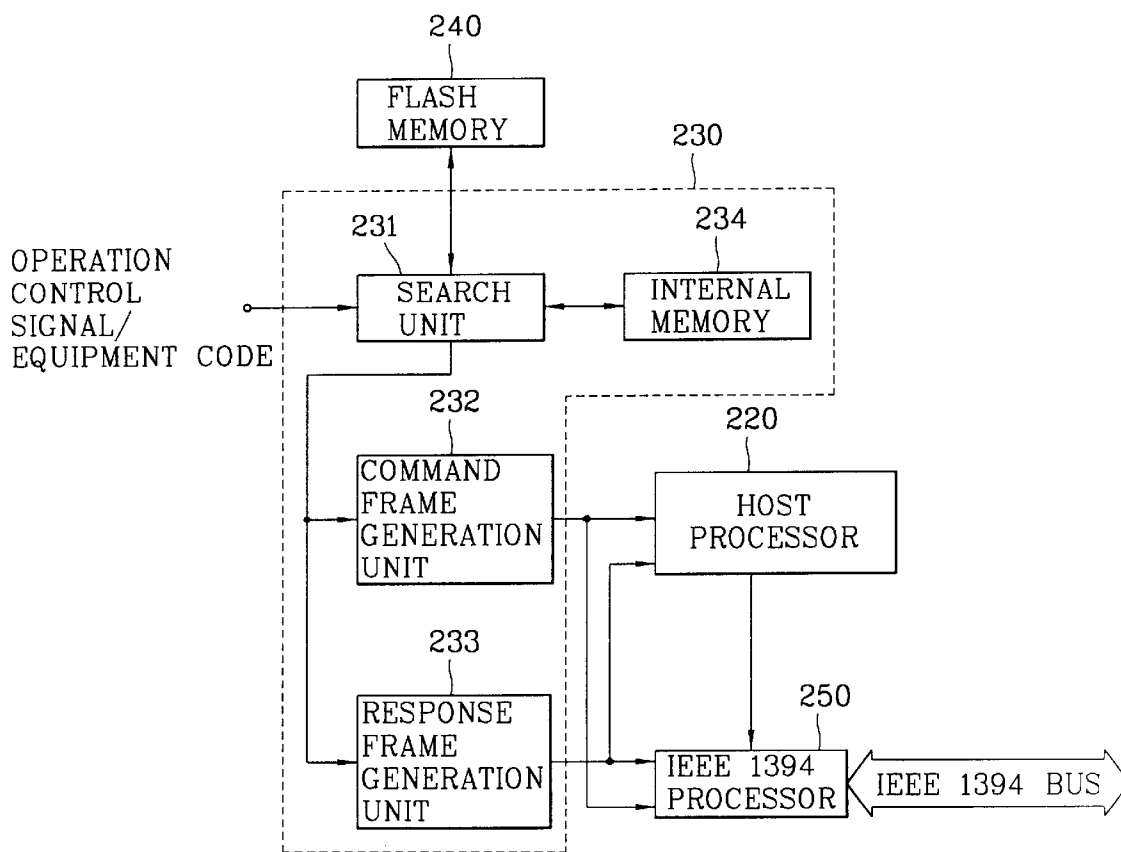 240
FLASH
MEMORY
230
231
234
OPERATION
CONTROL
SIGNAL/
EQUIPMENT CODE
SEARCH
UNIT
INTERNAL
MEMORY
232
220
COMMAND
FRAME
GENERATION
UNIT
HOST
PROCESSOR
233
250
RESPONSE
FRAME
GENERATION
UNIT
IEEE 1394
PROCESSOR
IEEE 1394 BUS